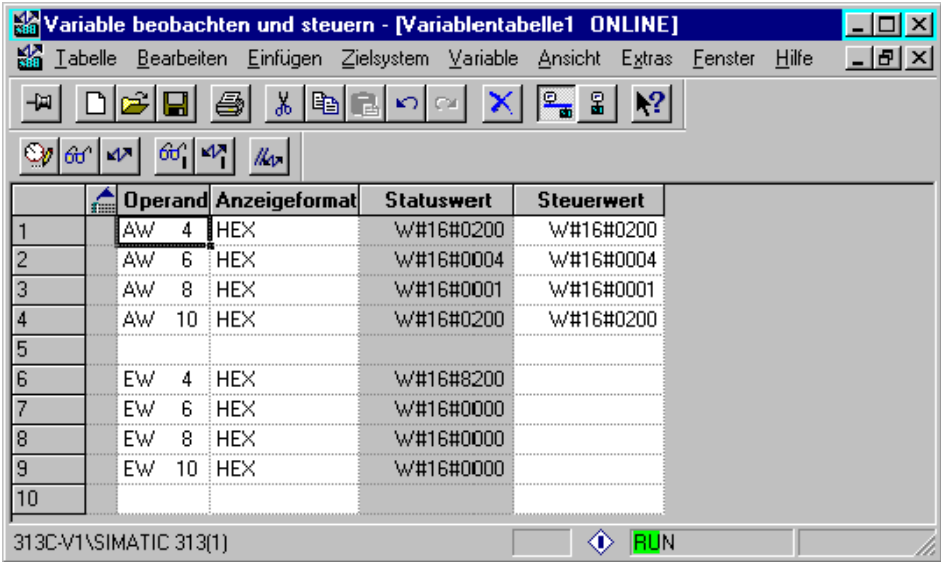 Variable beobachten und steuern - [Variablentabelle1 ONLINE]
Tabelle Bearbeiten Einfügen Zielsystem Variable Ansicht Extras Fenster Hilfe
Operand Anzeigeformat Statuswert Steuerwert
1 AW 4 HEX W#16#0200 W#16#0200
2 AW 6 HEX W#16#0004 W#16#0004
3 AW 8 HEX W#16#0001 W#16#0001
4 AW 10 HEX W#16#0200 W#16#0200
5
6 EW 4 HEX W#16#8200
7 EW 6 HEX W#16#0000
8 EW 8 HEX W#16#0000
9 EW 10 HEX W#16#0000
10
313C-V1\SIMATIC 313(1) RUN